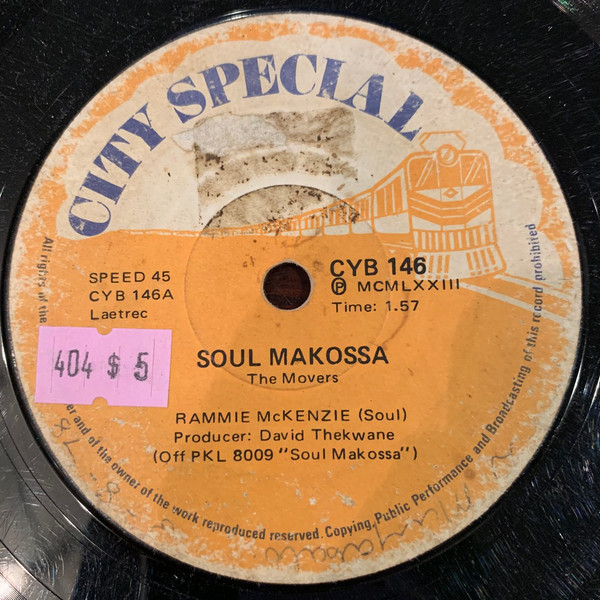 CITY SPECIAL
SPEED 45
CYB 146A
Laetrec
CYB 146
Ⓟ MCMLXXIII
Time: 1.57
404 $ 5
SOUL MAKOSSA
The Movers
RAMMIE McKENZIE (Soul)
Producer: David Thekwane
(Off PKL 8009 "Soul Makossa")
All rights of the
er and of the owner of the work reproduced reserved. Copying, Public Performance and Broadcasting of this record prohibited